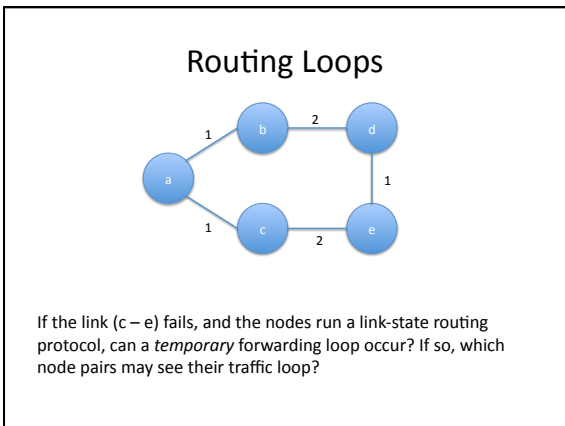 Routing Loops
b
2
d
1
a
1
1
c
2
e
If the link (c – e) fails, and the nodes run a link-state routing
protocol, can a temporary forwarding loop occur? If so, which
node pairs may see their traffic loop?